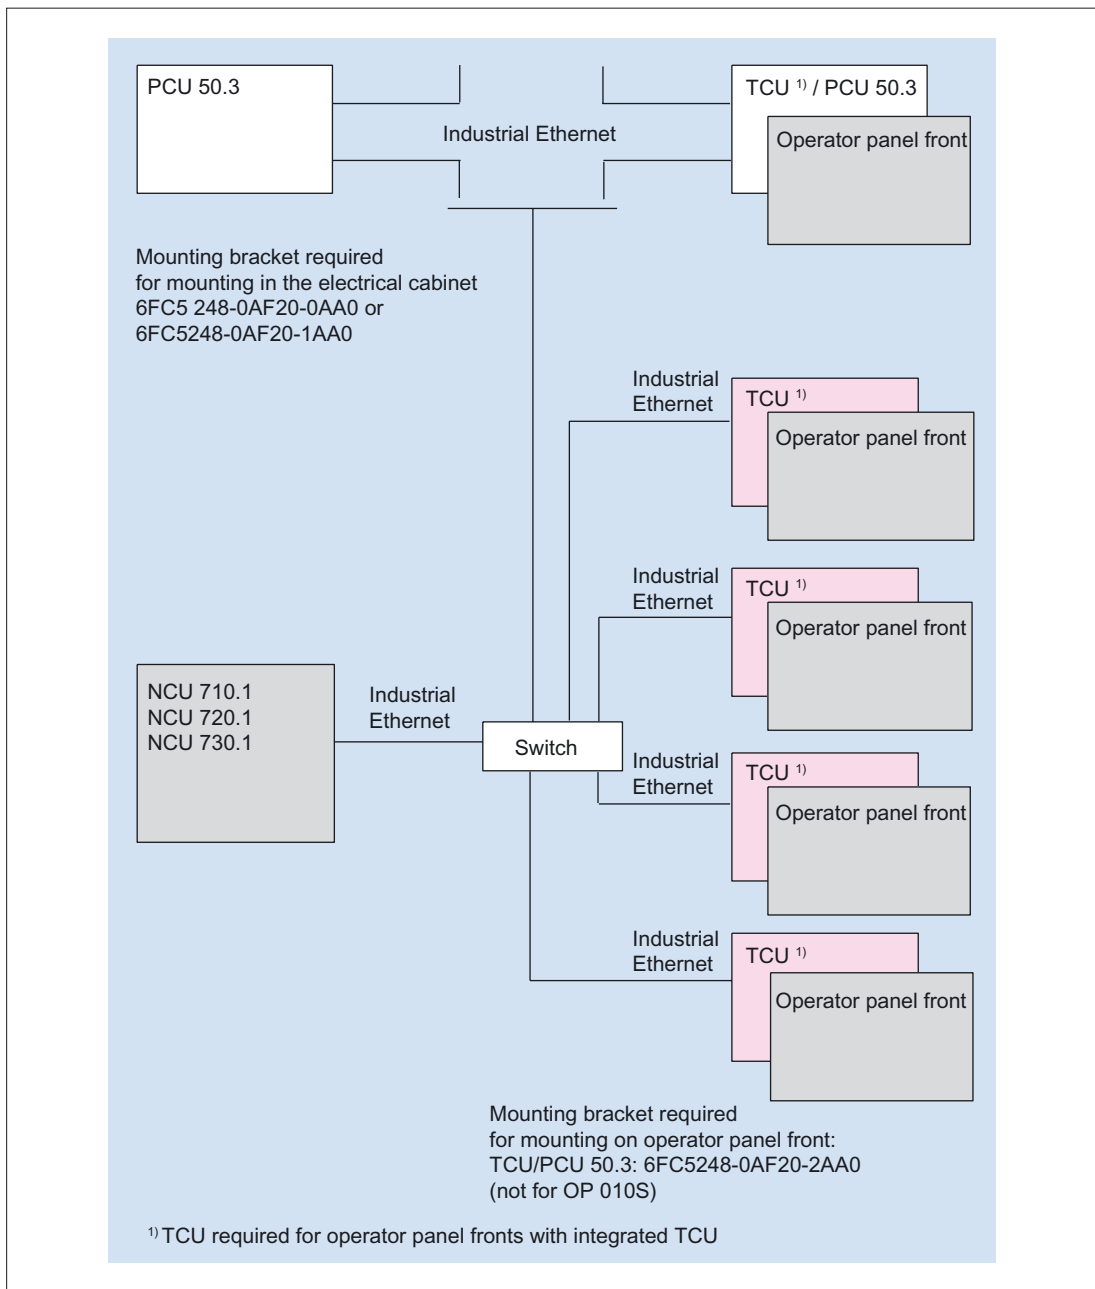 PCU 50.3
TCU 1) / PCU 50.3
Operator panel front
Industrial Ethernet
Mounting bracket required
for mounting in the electrical cabinet
6FC5 248-0AF20-0AA0 or
6FC5248-0AF20-1AA0
Industrial
Ethernet
TCU 1)
Operator panel front
Industrial
Ethernet
TCU 1)
Operator panel front
NCU 710.1
NCU 720.1
NCU 730.1
Industrial
Ethernet
Switch
Industrial
Ethernet
TCU 1)
Operator panel front
Industrial
Ethernet
TCU 1)
Operator panel front
Mounting bracket required
for mounting on operator panel front:
TCU/PCU 50.3: 6FC5248-0AF20-2AA0
(not for OP 010S)
1) TCU required for operator panel fronts with integrated TCU